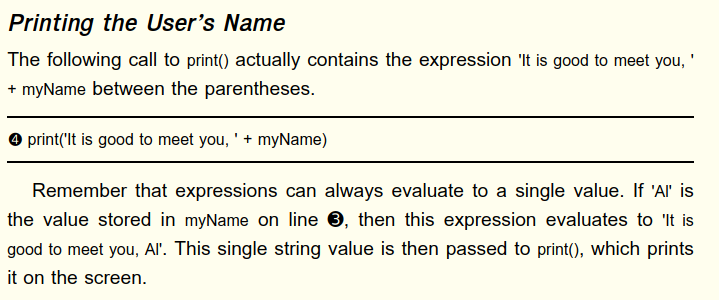 Printing the User’s Name
The following call to print() actually contains the expression 'It is good to meet you, '
+ myName between the parentheses.
❹ print('It is good to meet you, ' + myName)
Remember that expressions can always evaluate to a single value. If 'Al' is
the value stored in myName on line ❸, then this expression evaluates to 'It is
good to meet you, Al'. This single string value is then passed to print(), which prints
it on the screen.